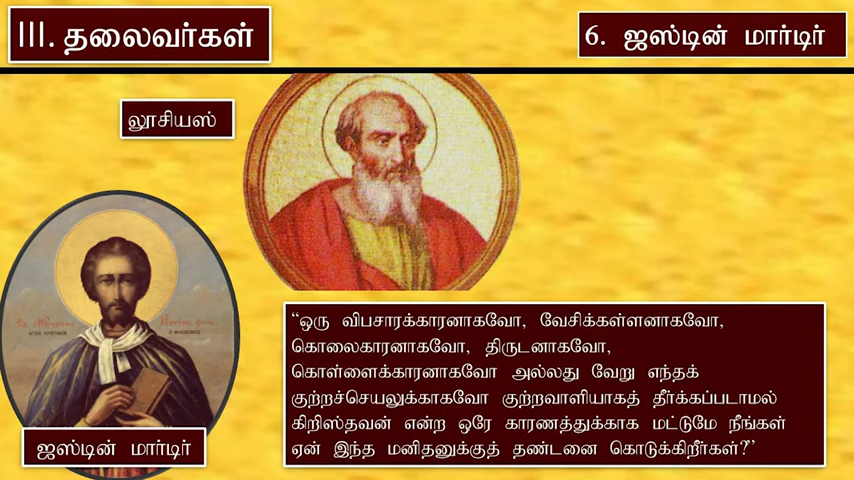 III. தலைவர்கள்
6. ஜஸ்டின் மார்டிர்
லூசியஸ்
ஜஸ்டின் மார்டிர்
“ஒரு விபசாரக்காரனாகவோ, வேசிக்கள்ளனாகவோ,
கொலைகாரனாகவோ, திருடனாகவோ,
கொள்ளைக்காரனாகவோ அல்லது வேறு எந்தக்
குற்றச்செயலுக்காகவோ குற்றவாளியாகத் தீர்க்கப்படாமல்
கிறிஸ்தவன் என்ற ஒரே காரணத்துக்காக மட்டுமே நீங்கள்
ஏன் இந்த மனிதனுக்குத் தண்டனை கொடுக்கிறீர்கள்?”